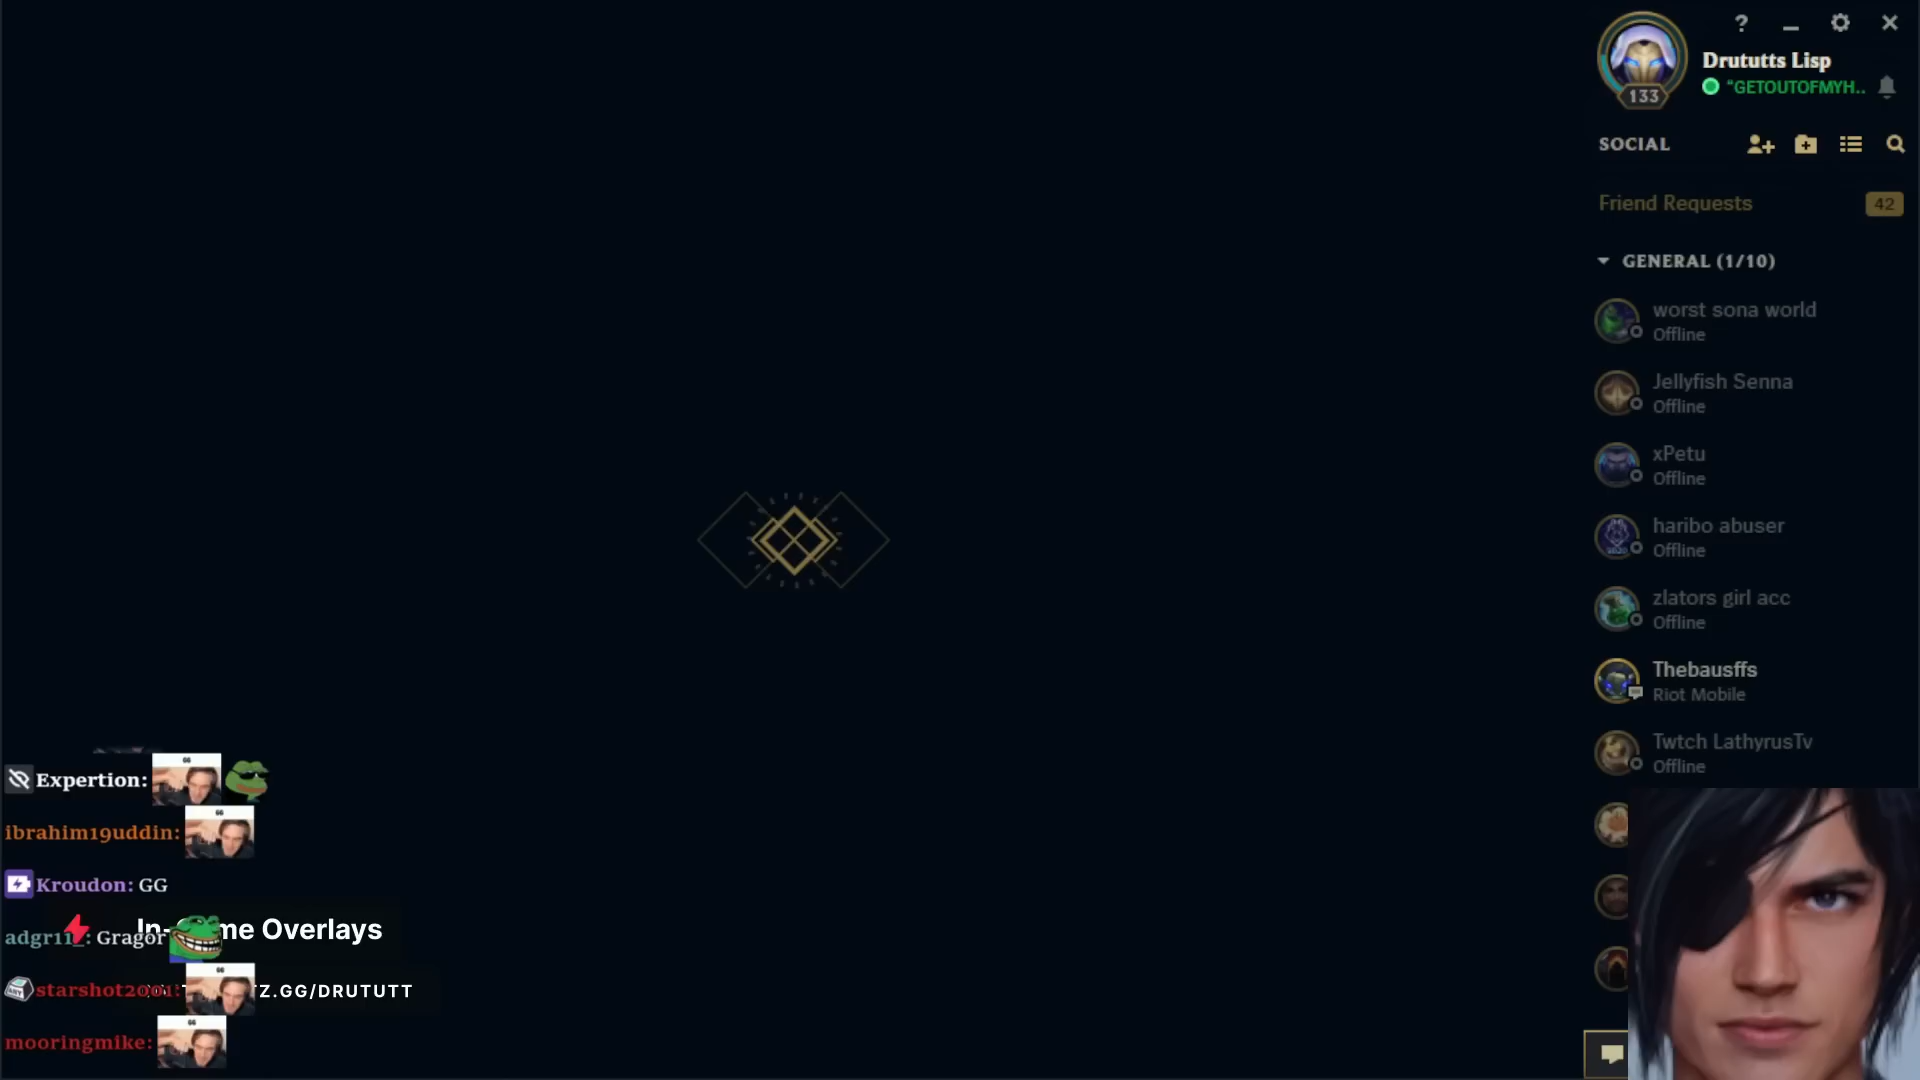 ?
Drututts Lisp
133
"GETOUTOFMYH..
SOCIAL
Friend Requests
42
GENERAL (1/10)
worst sona world
Offline
Jellyfish Senna
Offline
xPetu
Offline
haribo abuser
Offline
zlators girl acc
Offline
Thebausffs
Riot Mobile
Twtch LathyrusTv
Offline
Expertion:
ibrahim19uddin:
Kroudon: GG
adgr11_: Gragor
me Overlays
starshot2001:
Z.GG/DRUTUTT
mooringmike: